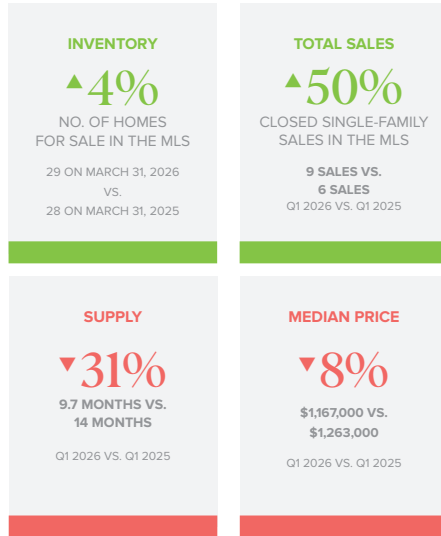 INVENTORY
▲4%
NO. OF HOMES
FOR SALE IN THE MLS
29 ON MARCH 31, 2026
VS.
28 ON MARCH 31, 2025
TOTAL SALES
▲50%
CLOSED SINGLE-FAMILY
SALES IN THE MLS
9 SALES VS.
6 SALES
Q1 2026 VS. Q1 2025
SUPPLY
▼31%
9.7 MONTHS VS.
14 MONTHS
Q1 2026 VS. Q1 2025
MEDIAN PRICE
▼8%
$1,167,000 VS.
$1,263,000
Q1 2026 VS. Q1 2025